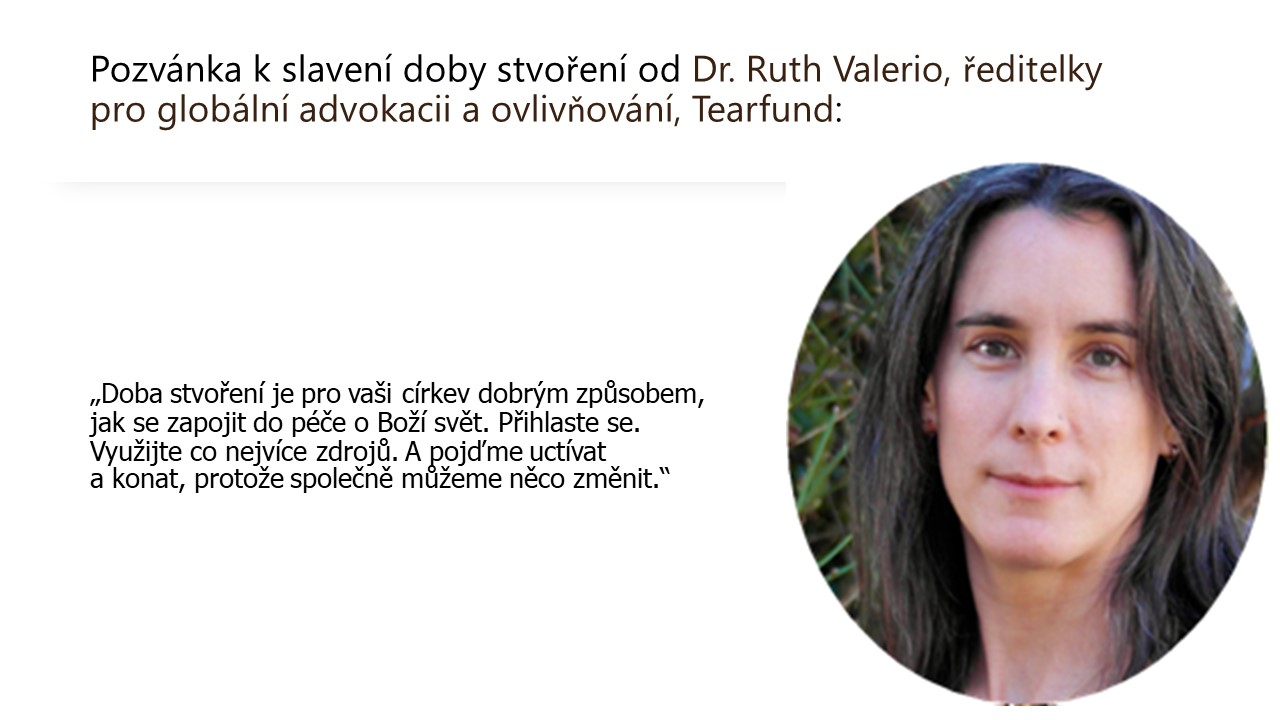 Pozvánka k slavení doby stvoření od Dr. Ruth Valerio, ředitelky
pro globální advokacii a ovlivňování, Tearfund:
„Doba stvoření je pro vaši církev dobrým způsobem,
jak se zapojit do péče o Boží svět. Přihlaste se.
Využijte co nejvíce zdrojů. A pojďme uctívat
a konat, protože společně můžeme něco změnit.“